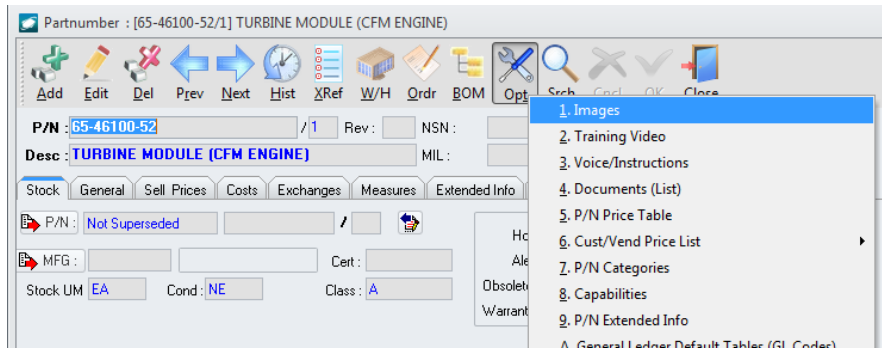 Partnumber : [65-46100-52/1] TURBINE MODULE (CFM ENGINE)
Add Edit Del Prev Next Hist XRef W/H Ordr BOM Opt Srch Cncl OK Close
P/N : 65-46100-52 / 1 Rev : NSN :
Desc : TURBINE MODULE (CFM ENGINE) MIL :
Stock General Sell Prices Costs Exchanges Measures Extended Info
P/N : Not Superseded /
MFG : Cert :
Stock UM EA Cond : NE Class : A
1. Images
2. Training Video
3. Voice/Instructions
4. Documents (List)
5. P/N Price Table
6. Cust/Vend Price List
7. P/N Categories
8. Capabilities
9. P/N Extended Info
A. General Ledger Default Tables (GL Codes)